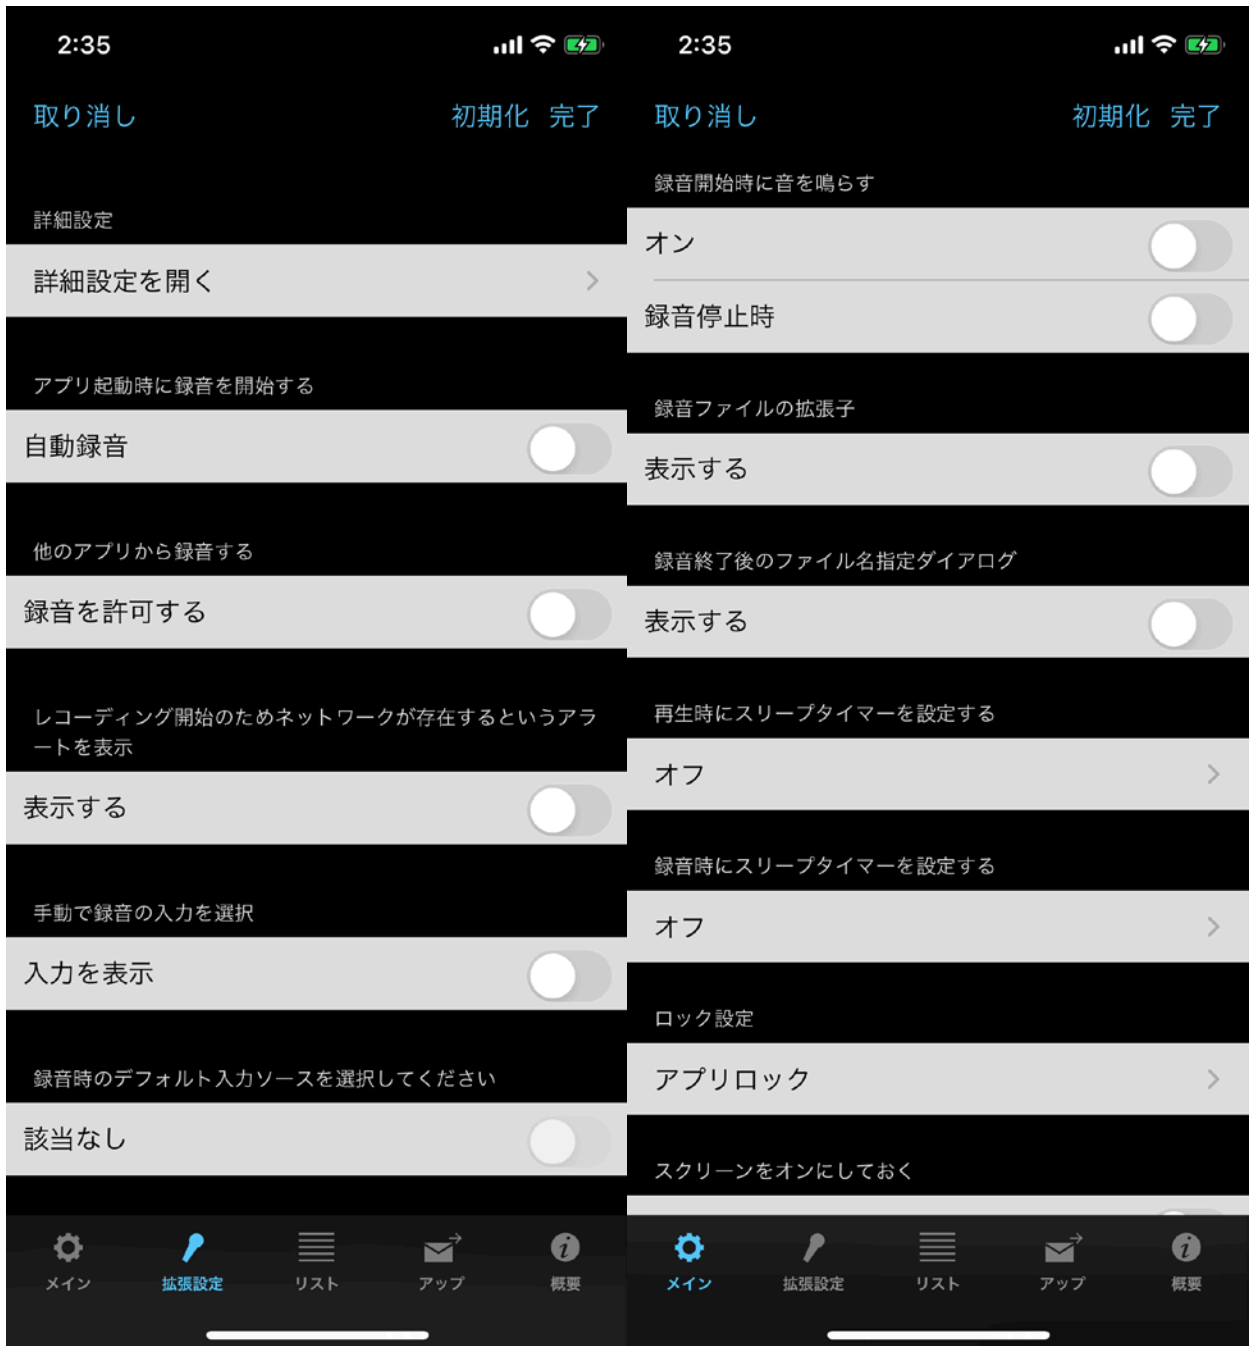 2:35
取り消し
初期化 完了
詳細設定
詳細設定を開く
アプリ起動時に録音を開始する
自動録音
他のアプリから録音する
録音を許可する
レコーディング開始のためネットワークが存在するというアラ
ートを表示
表示する
手動で録音の入力を選択
入力を表示
録音時のデフォルト入力ソースを選択してください
該当なし
メイン 拡張設定 リスト アップ 概要
2:35
取り消し
初期化 完了
録音開始時に音を鳴らす
オン
録音停止時
録音ファイルの拡張子
表示する
録音終了後のファイル名指定ダイアログ
表示する
再生時にスリープタイマーを設定する
オフ
録音時にスリープタイマーを設定する
オフ
ロック設定
アプリロック
スクリーンをオンにしておく
メイン 拡張設定 リスト アップ 概要